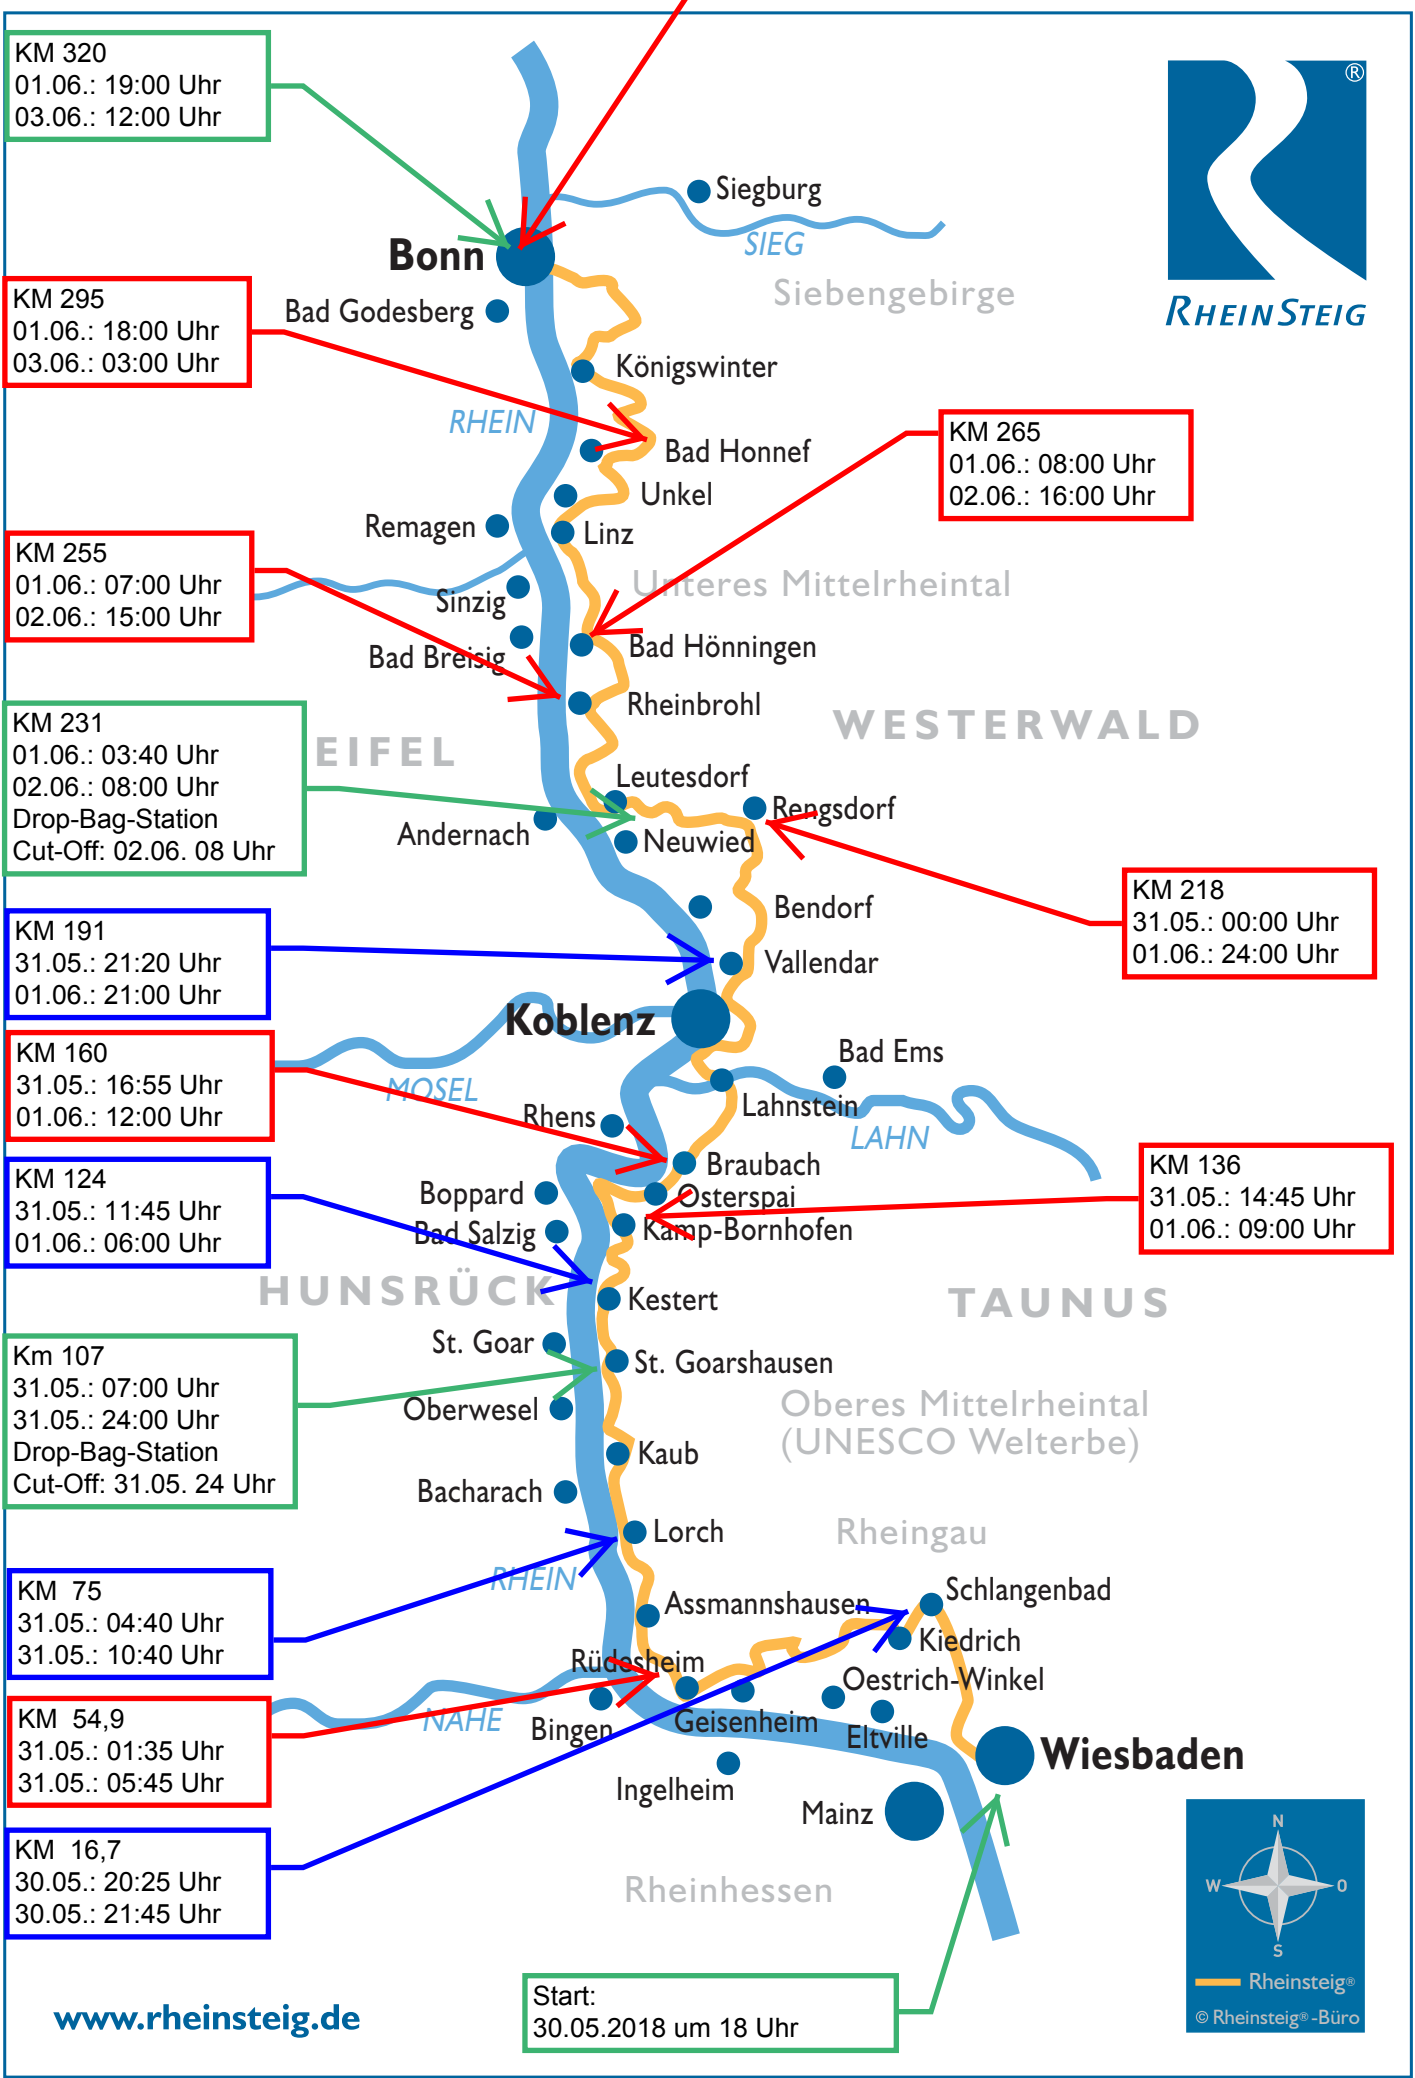 KM 320
01.06.: 19:00 Uhr
03.06.: 12:00 Uhr
®
RHEINSTEIG
Siegburg
SIEG
Siebengebirge
Bonn
Bad Godesberg
KM 295
01.06.: 18:00 Uhr
03.06.: 03:00 Uhr
Königswinter
RHEIN
Bad Honnef
KM 265
01.06.: 08:00 Uhr
02.06.: 16:00 Uhr
Unkel
Remagen
Linz
KM 255
01.06.: 07:00 Uhr
02.06.: 15:00 Uhr
Unteres Mittelrheintal
Sinzig
Bad Breisig
Bad Hönningen
Rheinbrohl
WESTERWALD
EIFEL
KM 231
01.06.: 03:40 Uhr
02.06.: 08:00 Uhr
Drop-Bag-Station
Cut-Off: 02.06. 08 Uhr
Leutesdorf
Rengsdorf
Andernach
Neuwied
KM 218
31.05.: 00:00 Uhr
01.06.: 24:00 Uhr
Bendorf
KM 191
31.05.: 21:20 Uhr
01.06.: 21:00 Uhr
Vallendar
Koblenz
KM 160
31.05.: 16:55 Uhr
01.06.: 12:00 Uhr
Bad Ems
MOSEL
Lahnstein
Rhens
LAHN
Braubach
KM 136
31.05.: 14:45 Uhr
01.06.: 09:00 Uhr
KM 124
31.05.: 11:45 Uhr
01.06.: 06:00 Uhr
Boppard
Osterspai
Bad Salzig
Kamp-Bornhofen
HUNSRÜCK
Kestert
TAUNUS
St. Goar
St. Goarshausen
Km 107
31.05.: 07:00 Uhr
31.05.: 24:00 Uhr
Drop-Bag-Station
Cut-Off: 31.05. 24 Uhr
Oberwesel
Oberes Mittelrheintal
(UNESCO Welterbe)
Kaub
Bacharach
Lorch
Rheingau
RHEIN
KM 75
31.05.: 04:40 Uhr
31.05.: 10:40 Uhr
Assmannshausen
Schlangenbad
Kiedrich
Rüdesheim
Oestrich-Winkel
KM 54,9
31.05.: 01:35 Uhr
31.05.: 05:45 Uhr
NAHE
Bingen
Geisenheim
Eltville
Wiesbaden
Ingelheim
Mainz
KM 16,7
30.05.: 20:25 Uhr
30.05.: 21:45 Uhr
Rheinhessen
N
W
O
S
Rheinsteig®
© Rheinsteig®-Büro
Start:
30.05.2018 um 18 Uhr
www.rheinsteig.de